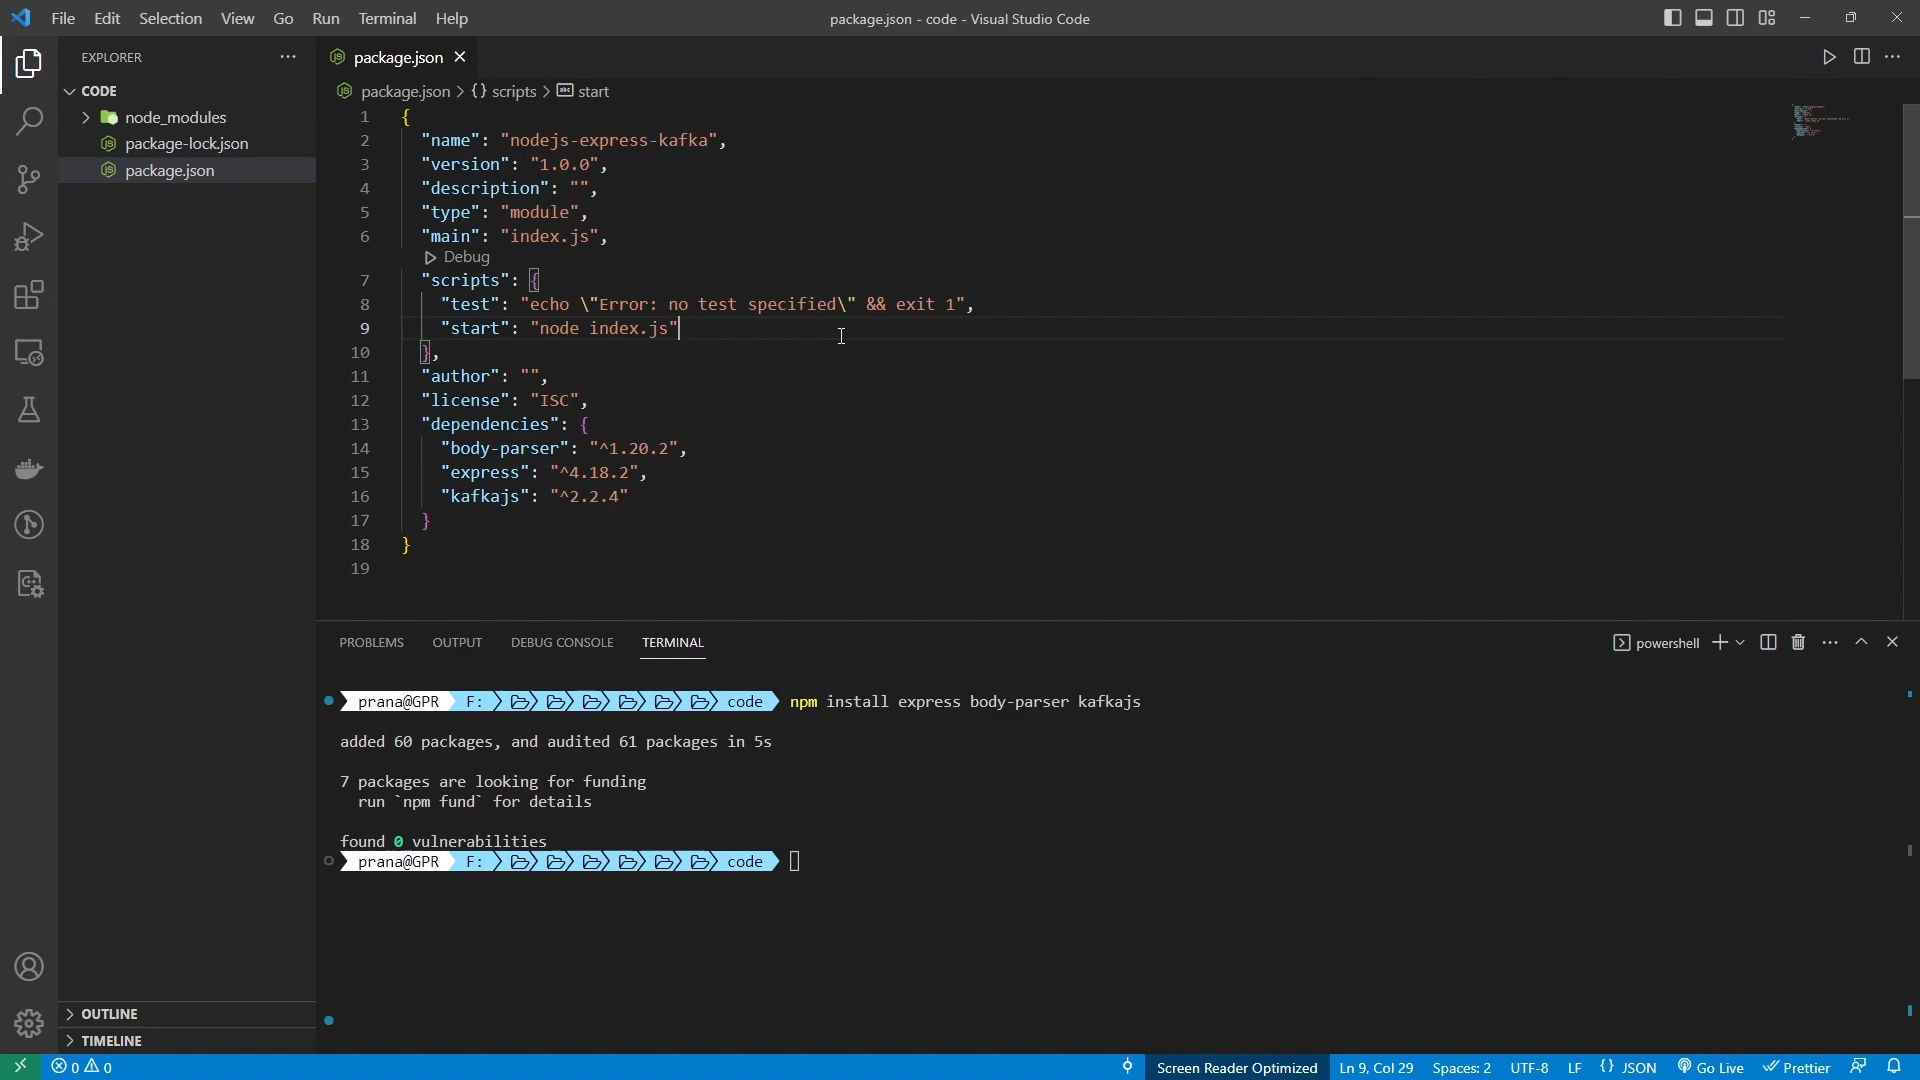 File Edit Selection View Go Run Terminal Help
package.json - code - Visual Studio Code
EXPLORER
CODE
node_modules
package-lock.json
package.json
package.json
package.json > {} scripts > start
1 {
2 "name": "nodejs-express-kafka",
3 "version": "1.0.0",
4 "description": "",
5 "type": "module",
6 "main": "index.js",
Debug
7 "scripts": {
8 "test": "echo \"Error: no test specified\" && exit 1",
9 "start": "node index.js"
10 },
11 "author": "",
12 "license": "ISC",
13 "dependencies": {
14 "body-parser": "^1.20.2",
15 "express": "^4.18.2",
16 "kafkajs": "^2.2.4"
17 }
18 }
19
PROBLEMS OUTPUT DEBUG CONSOLE TERMINAL
powershell
prana@GPR F: code npm install express body-parser kafkajs
added 60 packages, and audited 61 packages in 5s
7 packages are looking for funding
run `npm fund` for details
found 0 vulnerabilities
prana@GPR F: code
OUTLINE
TIMELINE
0 0
Screen Reader Optimized Ln 9, Col 29 Spaces: 2 UTF-8 LF {} JSON Go Live Prettier